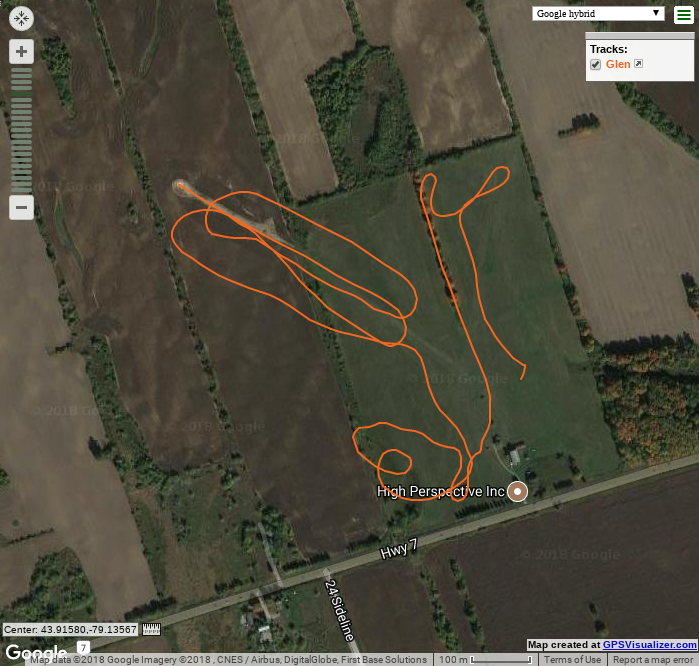 Google hybrid ▼
Tracks:
Glen
© 2018 Google
© 2018 Google
© 2018 Google
© 2018 Google
© 2018 Google
High Perspective Inc
Hwy 7
© 2018 Google
24 Sideline
Center: 43.91580,-79.13567
7
Map created at GPSVisualizer.com
Google
Map data ©2018 Google Imagery ©2018 , CNES / Airbus, DigitalGlobe, First Base Solutions
100 m
Terms of Use
Report a map error